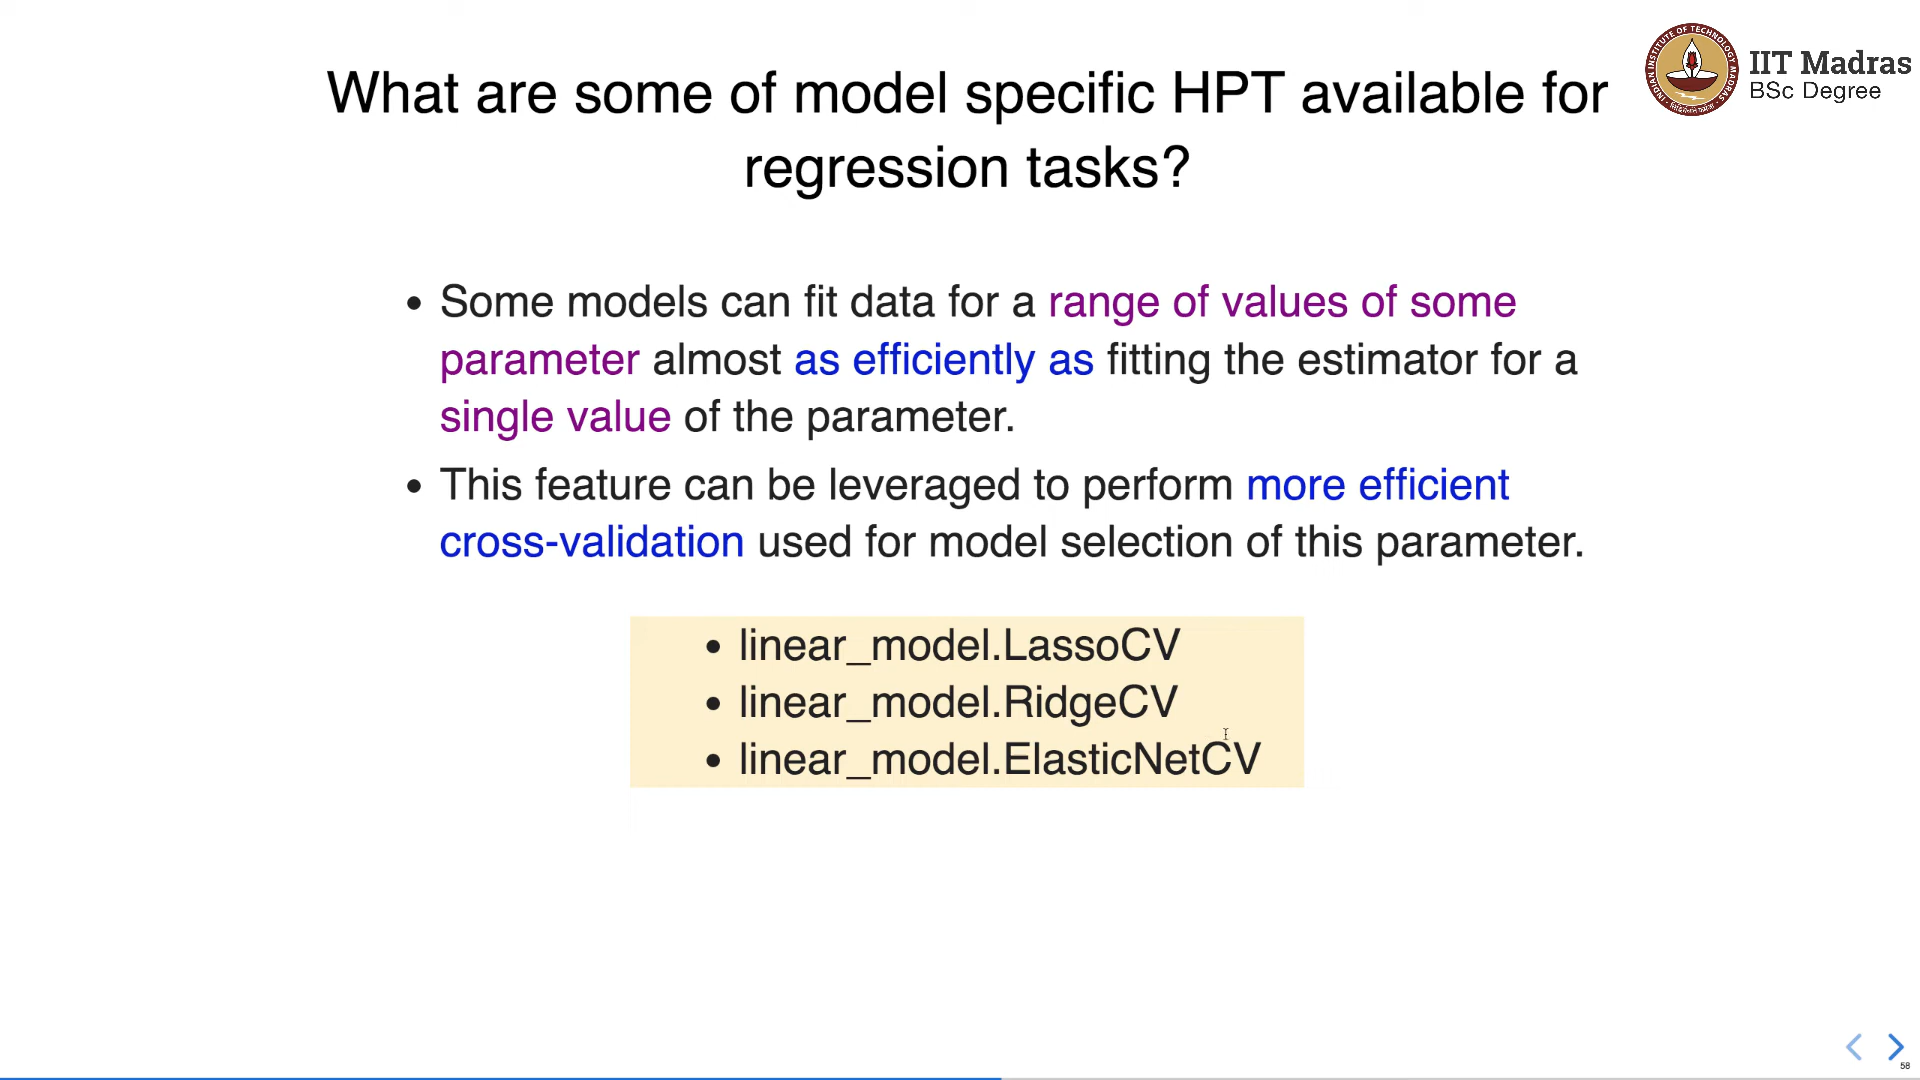 What are some of model specific HPT available for
regression tasks?
IIT Madras
BSc Degree
• Some models can fit data for a range of values of some
parameter almost as efficiently as fitting the estimator for a
single value of the parameter.
• This feature can be leveraged to perform more efficient
cross-validation used for model selection of this parameter.
• linear_model.LassoCV
• linear_model.RidgeCV
• linear_model.ElasticNetCV
58